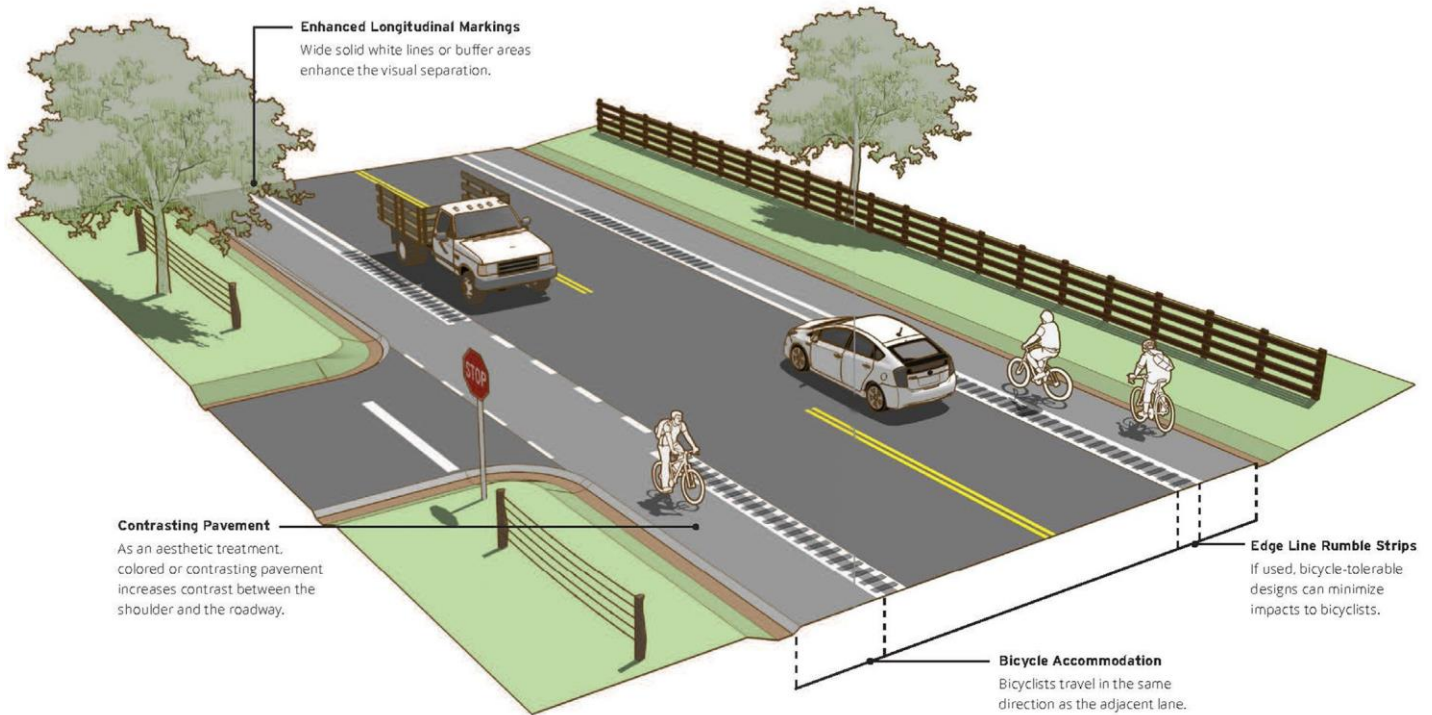 Enhanced Longitudinal Markings
Wide solid white lines or buffer areas
enhance the visual separation.
STOP
Contrasting Pavement
As an aesthetic treatment,
colored or contrasting pavement
increases contrast between the
shoulder and the roadway.
Edge Line Rumble Strips
If used, bicycle-tolerable
designs can minimize
impacts to bicyclists.
Bicycle Accommodation
Bicyclists travel in the same
direction as the adjacent lane.